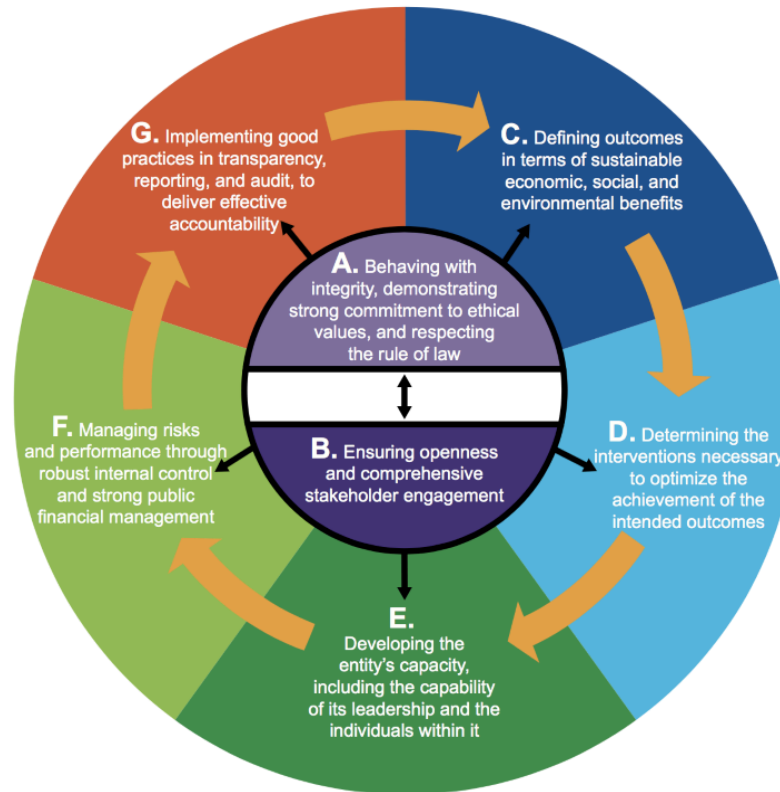 G. Implementing good
practices in transparency,
reporting, and audit, to
deliver effective
accountability
C. Defining outcomes
in terms of sustainable
economic, social, and
environmental benefits
A. Behaving with
integrity, demonstrating
strong commitment to ethical
values, and respecting
the rule of law
F. Managing risks
and performance through
robust internal control
and strong public
financial management
B. Ensuring openness
and comprehensive
stakeholder engagement
D. Determining the
interventions necessary
to optimize the
achievement of the
intended outcomes
E.
Developing the
entity's capacity,
including the capability
of its leadership and the
individuals within it